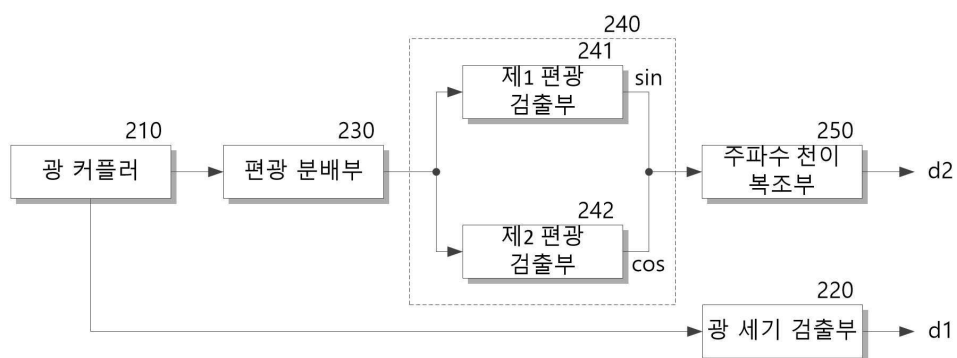 240
241
제1 편광
검출부
sin
210
광 커플러
230
편광 분배부
250
주파수 천이
복조부
d2
242
제2 편광
검출부
cos
220
광 세기 검출부
d1